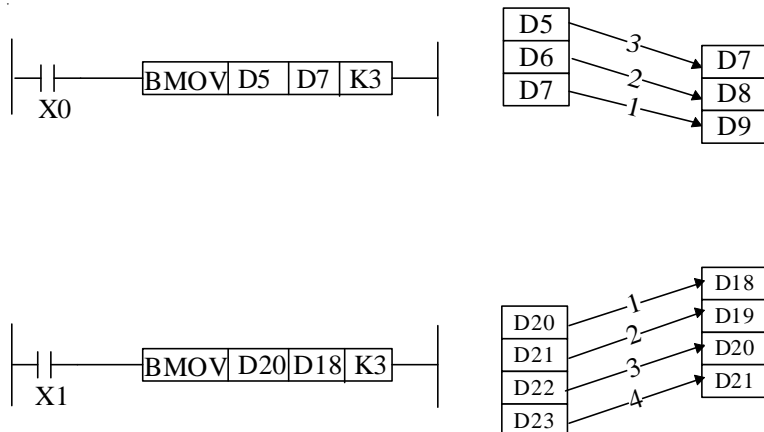 BMOV D5 D7 K3
X0
D5
D6
D7
3
2
1
D7
D8
D9
BMOV D20 D18 K3
X1
D20
D21
D22
D23
1
2
3
4
D18
D19
D20
D21